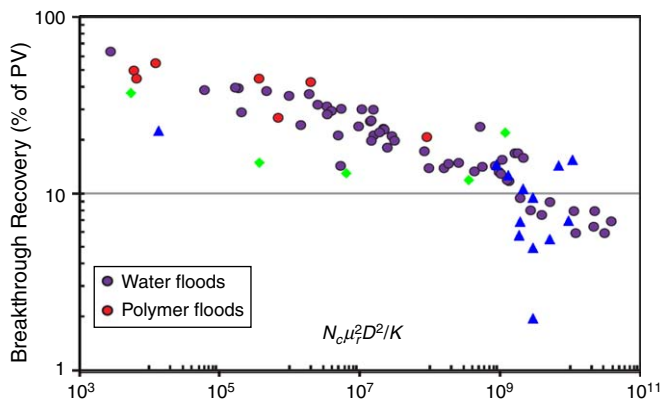 Breakthrough Recovery (% of PV)
100
10
1
Water floods
Polymer floods
N_cμ_r^2D^2/K
10^3 10^5 10^7 10^9 10^11